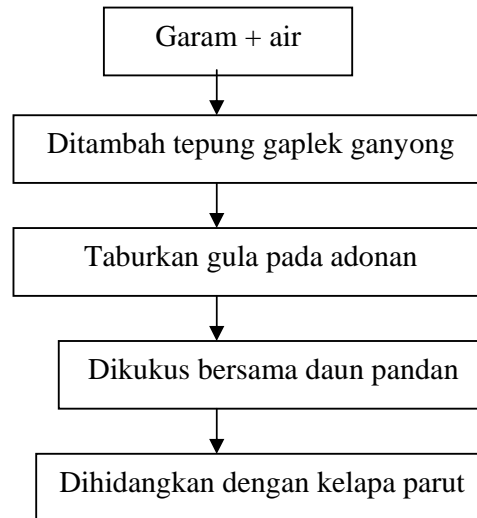 Garam + air
Ditambah tepung gaplek ganyong
Taburkan gula pada adonan
Dikukus bersama daun pandan
Dihidangkan dengan kelapa parut